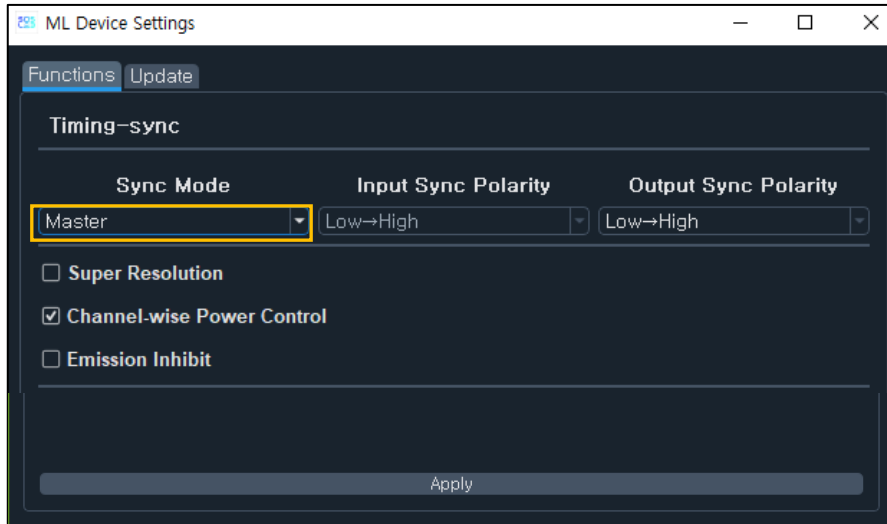 ML Device Settings
Functions Update
Timing-sync
Sync Mode Input Sync Polarity Output Sync Polarity
Master Low→High Low→High
Super Resolution
Channel-wise Power Control
Emission Inhibit
Apply